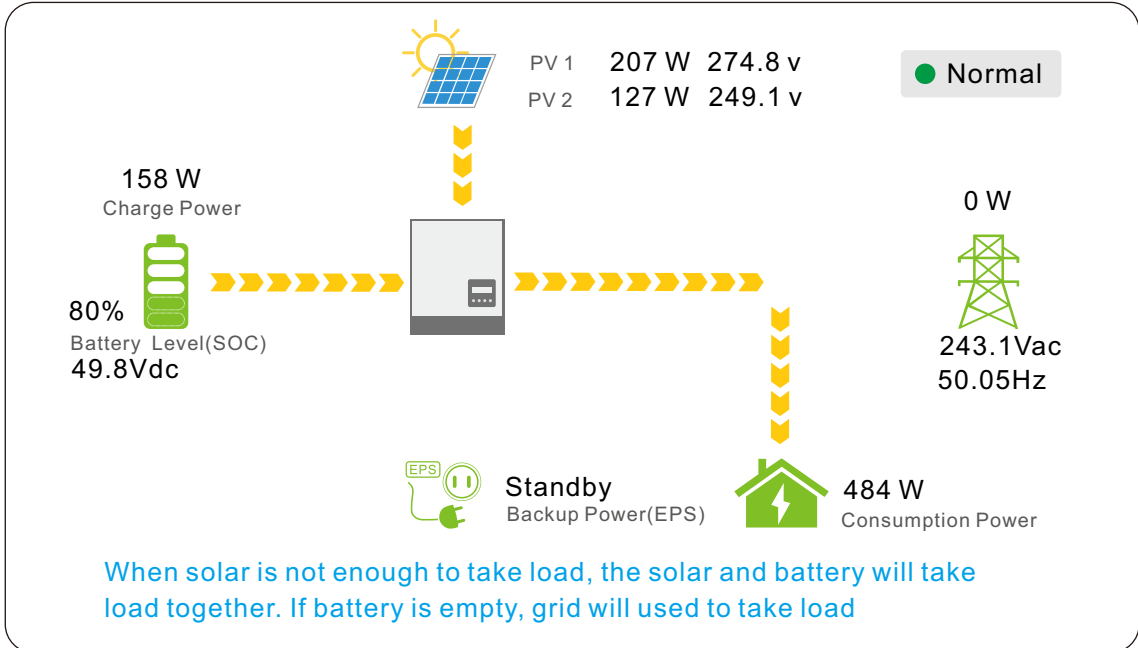 PV 1 207 W 274.8 v
PV 2 127 W 249.1 v
Normal
158 W
Charge Power
0 W
80%
Battery Level(SOC)
49.8Vdc
243.1Vac
50.05Hz
EPS
Standby
Backup Power(EPS)
484 W
Consumption Power
When solar is not enough to take load, the solar and battery will take
load together. If battery is empty, grid will used to take load